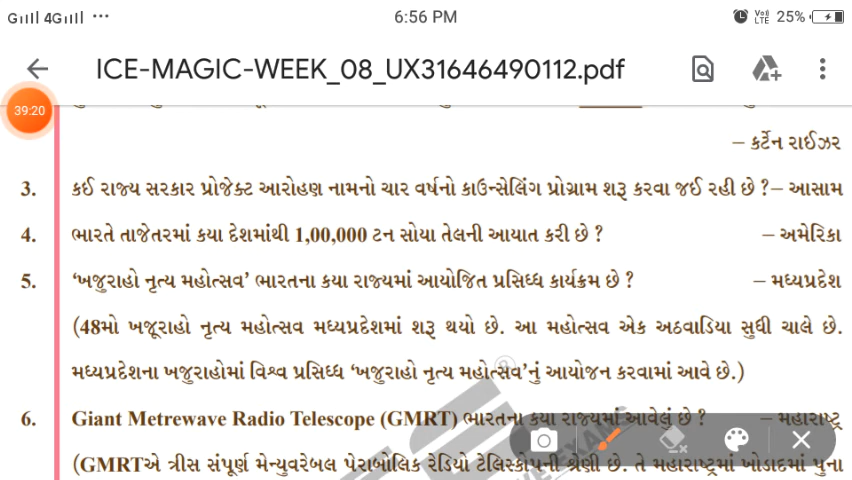 Gıııl 4Gıııl ··· 6:56 PM Vo) LTE 25%
ICE-MAGIC-WEEK_08_UX31646490112.pdf
39:20
– કર્ટેન રાઈઝર
3. કઈ રાજ્ય સરકાર પ્રોજેક્ટ આરોહણ નામનો ચાર વર્ષનો કાઉન્સેલિંગ પ્રોગ્રામ શરૂ કરવા જઈ રહી છે ?– આસામ
4. ભારતે તાજેતરમાં કયા દેશમાંથી 1,00,000 ટન સોયા તેલની આયાત કરી છે ? – અમેરિકા
5. ‘ખજુરાહો નૃત્ય મહોત્સવ’ ભારતના કયા રાજ્યમાં આયોજિત પ્રસિધ્ધ કાર્યક્રમ છે ? – મધ્યપ્રદેશ
(48મો ખજૂરાહો નૃત્ય મહોત્સવ મધ્યપ્રદેશમાં શરૂ થયો છે. આ મહોત્સવ એક અઠવાડિયા સુધી ચાલે છે.
મધ્યપ્રદેશના ખજુરાહોમાં વિશ્વ પ્રસિધ્ધ ‘ખજુરાહો નૃત્ય મહોત્સવ’નું આયોજન કરવામાં આવે છે.)
6. Giant Metrewave Radio Telescope (GMRT) ભારતના કયા રાજ્યમાં આવેલું છે ? – મહારાષ્ટ્ર
(GMRTએ ત્રીસ સંપૂર્ણ મેન્યુવરેબલ પેરાબોલિક રેડિયો ટેલિસ્કોપની શ્રેણી છે. તે મહારાષ્ટ્રમાં ખોડાદમાં પુના